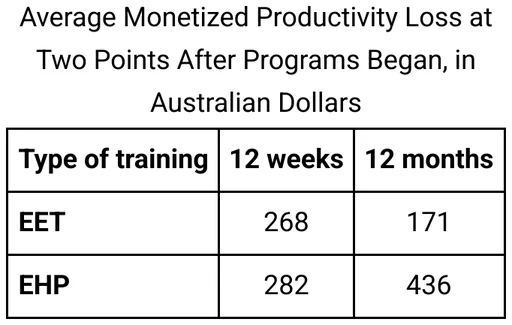 Average Monetized Productivity Loss at
Two Points After Programs Began, in
Australian Dollars
Type of training 12 weeks 12 months
EET 268 171
EHP 282 436